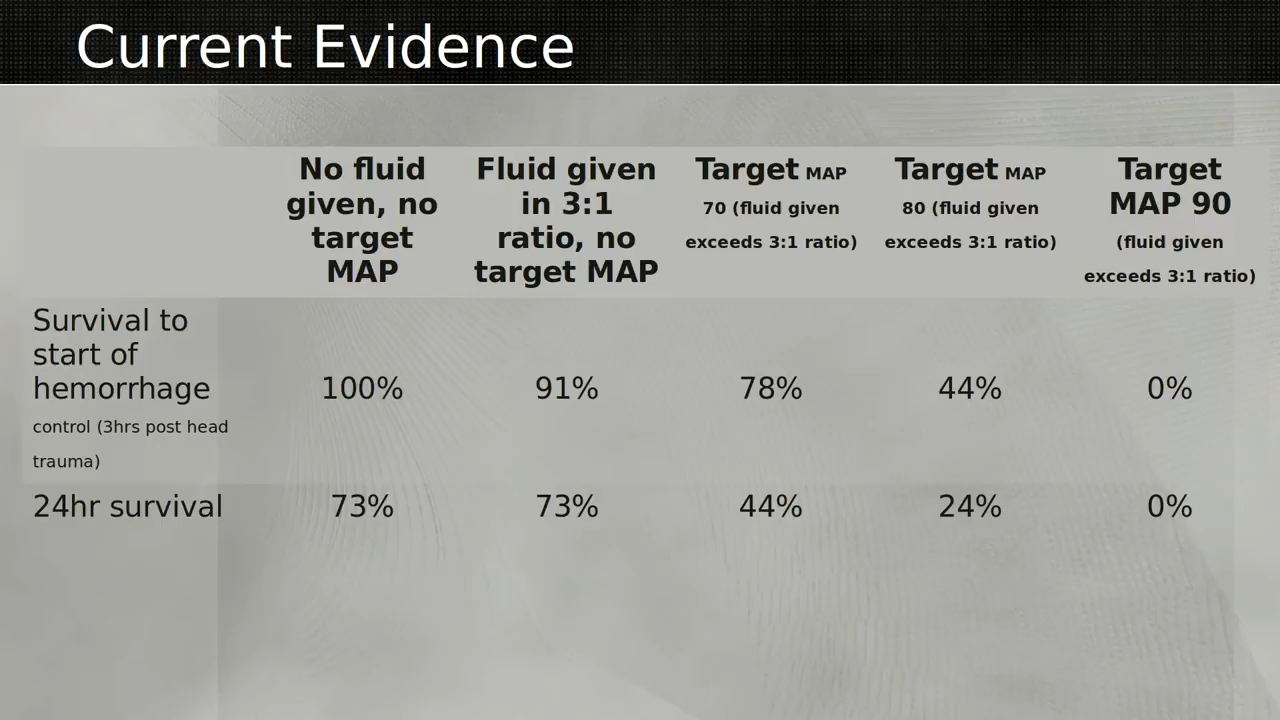 Current Evidence
No fluid
given, no
target
MAP
Fluid given
in 3:1
ratio, no
target MAP
Target MAP
70 (fluid given
exceeds 3:1 ratio)
Target MAP
80 (fluid given
exceeds 3:1 ratio)
Target
MAP 90
(fluid given
exceeds 3:1 ratio)
Survival to
start of
hemorrhage
control (3hrs post head
trauma)
100%
91%
78%
44%
0%
24hr survival
73%
73%
44%
24%
0%